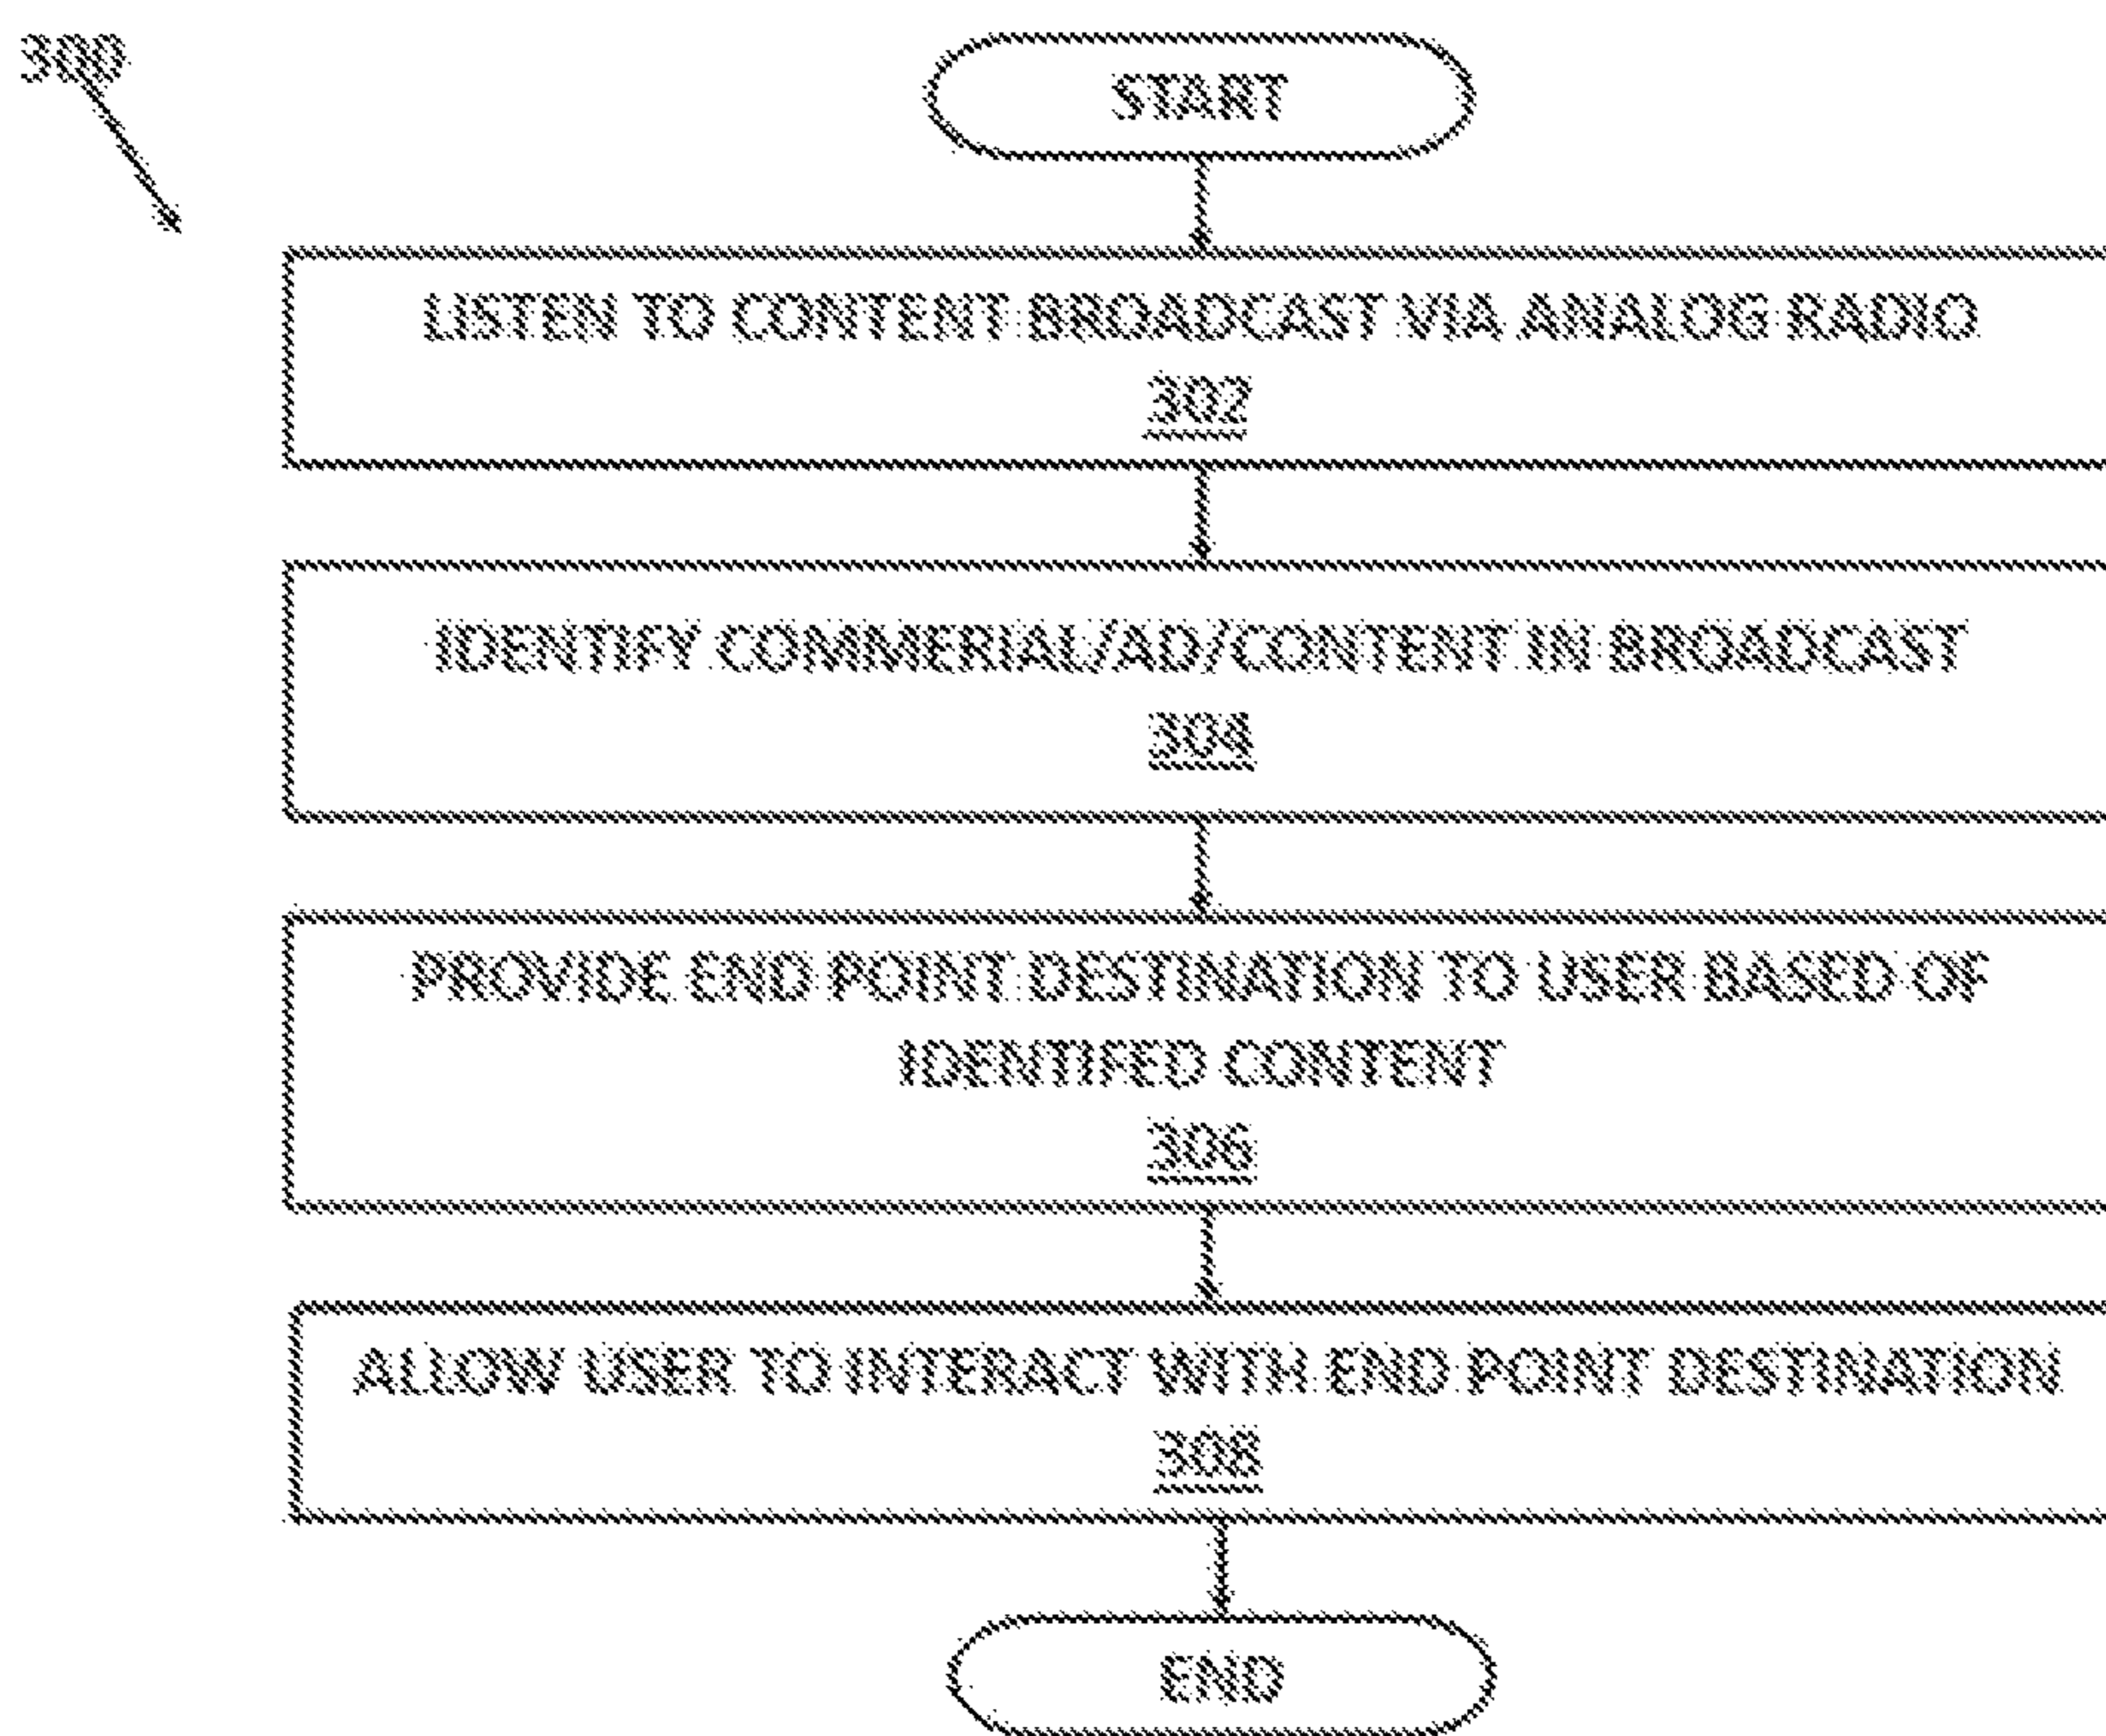 300
START
LISTEN TO CONTENT BROADCAST VIA ANALOG RADIO
302
IDENTIFY COMMERIAL/AD/CONTENT IN BROADCAST
304
PROVIDE END POINT DESTINATION TO USER BASED OF
IDENTIFED CONTENT
306
ALLOW USER TO INTERACT WITH END POINT DESTINATION
308
END